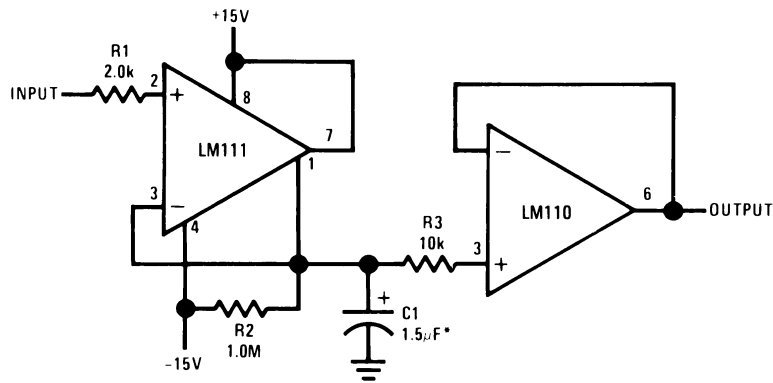 +15V
R1
2.0k
INPUT
2
+
8
LM111
7
1
3
−
4
R2
1.0M
−15V
+
C1
1.5μF*
R3
10k
3
+
−
LM110
6
OUTPUT